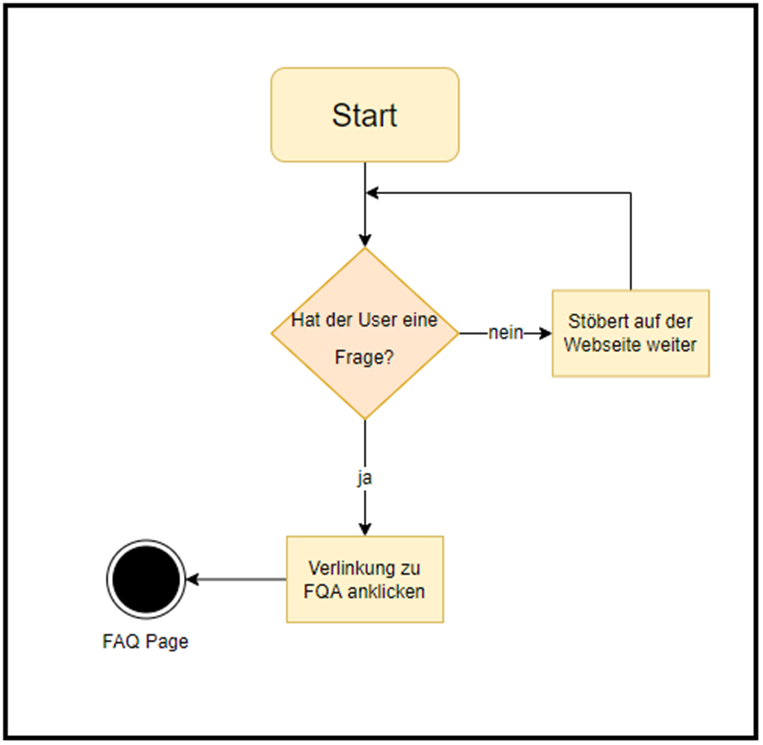 Start
Hat der User eine
Frage?
nein
Stöbert auf der
Webseite weiter
ja
Verlinkung zu
FQA anklicken
FAQ Page